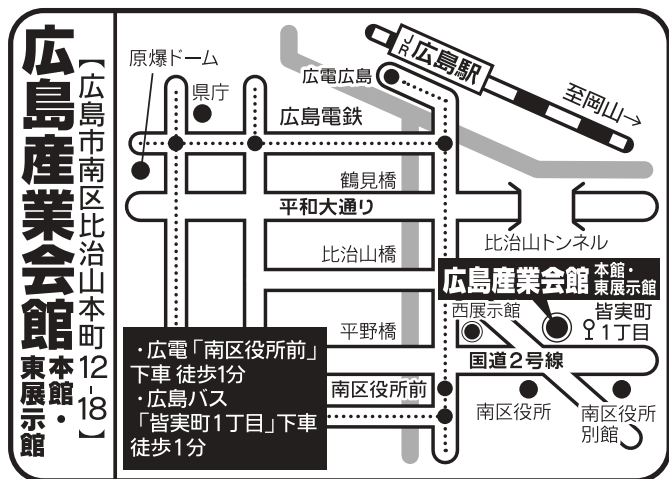 広島産業会館 本館・東展示館
【広島市南区比治山本町12-18】
原爆ドーム
県庁
広電広島
JR広島駅
至岡山→
広島電鉄
鶴見橋
平和大通り
比治山橋
比治山トンネル
広島産業会館 本館・東展示館
西展示館
皆実町1丁目
平野橋
国道2号線
・広電「南区役所前」
下車 徒歩1分
・広島バス
「皆実町1丁目」下車
徒歩1分
南区役所前
南区役所
南区役所
別館